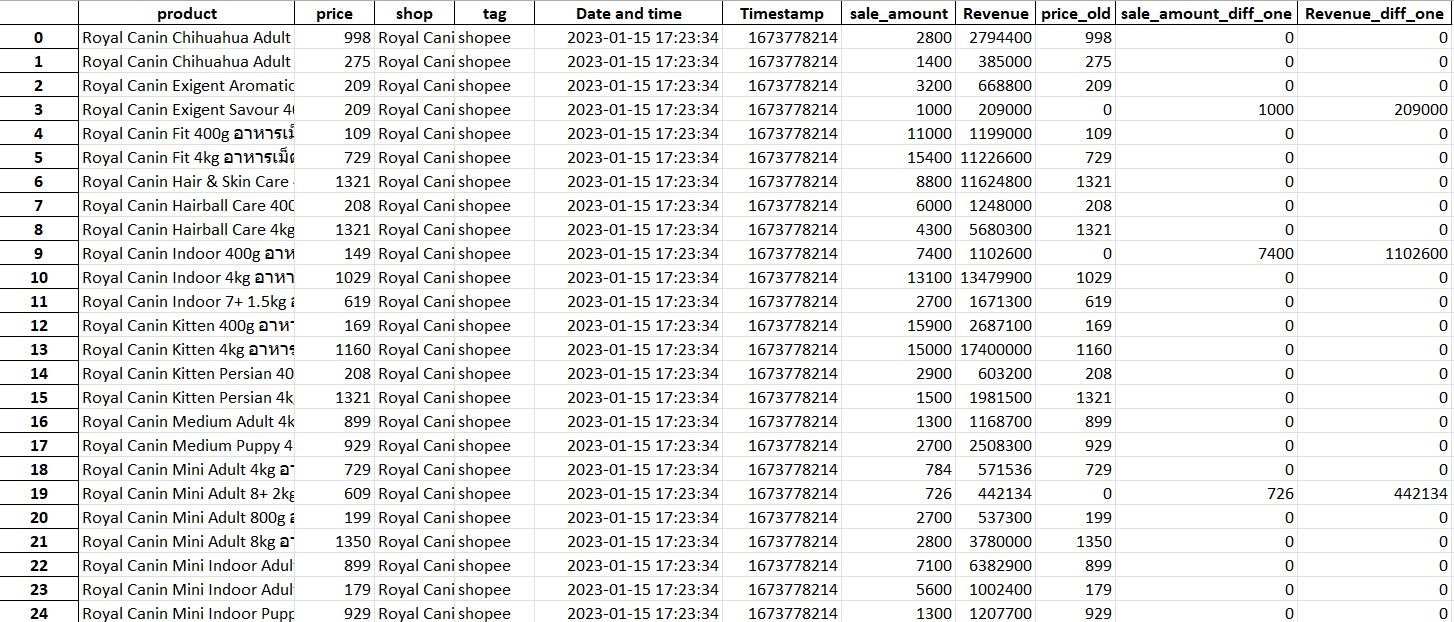 product price shop tag Date and time Timestamp sale_amount Revenue price_old sale_amount_diff_one Revenue_diff_one
0 Royal Canin Chihuahua Adult 998 Royal Cani shopee 2023-01-15 17:23:34 1673778214 2800 2794400 998 0 0
1 Royal Canin Chihuahua Adult 275 Royal Cani shopee 2023-01-15 17:23:34 1673778214 1400 385000 275 0 0
2 Royal Canin Exigent Aromatic 209 Royal Cani shopee 2023-01-15 17:23:34 1673778214 3200 668800 209 0 0
3 Royal Canin Exigent Savour 40 209 Royal Cani shopee 2023-01-15 17:23:34 1673778214 1000 209000 0 1000 209000
4 Royal Canin Fit 400g อาหารเม็ 109 Royal Cani shopee 2023-01-15 17:23:34 1673778214 11000 1199000 109 0 0
5 Royal Canin Fit 4kg อาหารเม็ด 729 Royal Cani shopee 2023-01-15 17:23:34 1673778214 15400 11226600 729 0 0
6 Royal Canin Hair & Skin Care 1321 Royal Cani shopee 2023-01-15 17:23:34 1673778214 8800 11624800 1321 0 0
7 Royal Canin Hairball Care 400 208 Royal Cani shopee 2023-01-15 17:23:34 1673778214 6000 1248000 208 0 0
8 Royal Canin Hairball Care 4kg 1321 Royal Cani shopee 2023-01-15 17:23:34 1673778214 4300 5680300 1321 0 0
9 Royal Canin Indoor 400g อาห 149 Royal Cani shopee 2023-01-15 17:23:34 1673778214 7400 1102600 0 7400 1102600
10 Royal Canin Indoor 4kg อาหา 1029 Royal Cani shopee 2023-01-15 17:23:34 1673778214 13100 13479900 1029 0 0
11 Royal Canin Indoor 7+ 1.5kg 619 Royal Cani shopee 2023-01-15 17:23:34 1673778214 2700 1671300 619 0 0
12 Royal Canin Kitten 400g อาหา 169 Royal Cani shopee 2023-01-15 17:23:34 1673778214 15900 2687100 169 0 0
13 Royal Canin Kitten 4kg อาหาร 1160 Royal Cani shopee 2023-01-15 17:23:34 1673778214 15000 17400000 1160 0 0
14 Royal Canin Kitten Persian 40 208 Royal Cani shopee 2023-01-15 17:23:34 1673778214 2900 603200 208 0 0
15 Royal Canin Kitten Persian 4k 1321 Royal Cani shopee 2023-01-15 17:23:34 1673778214 1500 1981500 1321 0 0
16 Royal Canin Medium Adult 4k 899 Royal Cani shopee 2023-01-15 17:23:34 1673778214 1300 1168700 899 0 0
17 Royal Canin Medium Puppy 4 929 Royal Cani shopee 2023-01-15 17:23:34 1673778214 2700 2508300 929 0 0
18 Royal Canin Mini Adult 4kg อา 729 Royal Cani shopee 2023-01-15 17:23:34 1673778214 784 571536 729 0 0
19 Royal Canin Mini Adult 8+ 2kg 609 Royal Cani shopee 2023-01-15 17:23:34 1673778214 726 442134 0 726 442134
20 Royal Canin Mini Adult 800g 199 Royal Cani shopee 2023-01-15 17:23:34 1673778214 2700 537300 199 0 0
21 Royal Canin Mini Adult 8kg อา 1350 Royal Cani shopee 2023-01-15 17:23:34 1673778214 2800 3780000 1350 0 0
22 Royal Canin Mini Indoor Adul 899 Royal Cani shopee 2023-01-15 17:23:34 1673778214 7100 6382900 899 0 0
23 Royal Canin Mini Indoor Adul 179 Royal Cani shopee 2023-01-15 17:23:34 1673778214 5600 1002400 179 0 0
24 Royal Canin Mini Indoor Pupp 929 Royal Cani shopee 2023-01-15 17:23:34 1673778214 1300 1207700 929 0 0